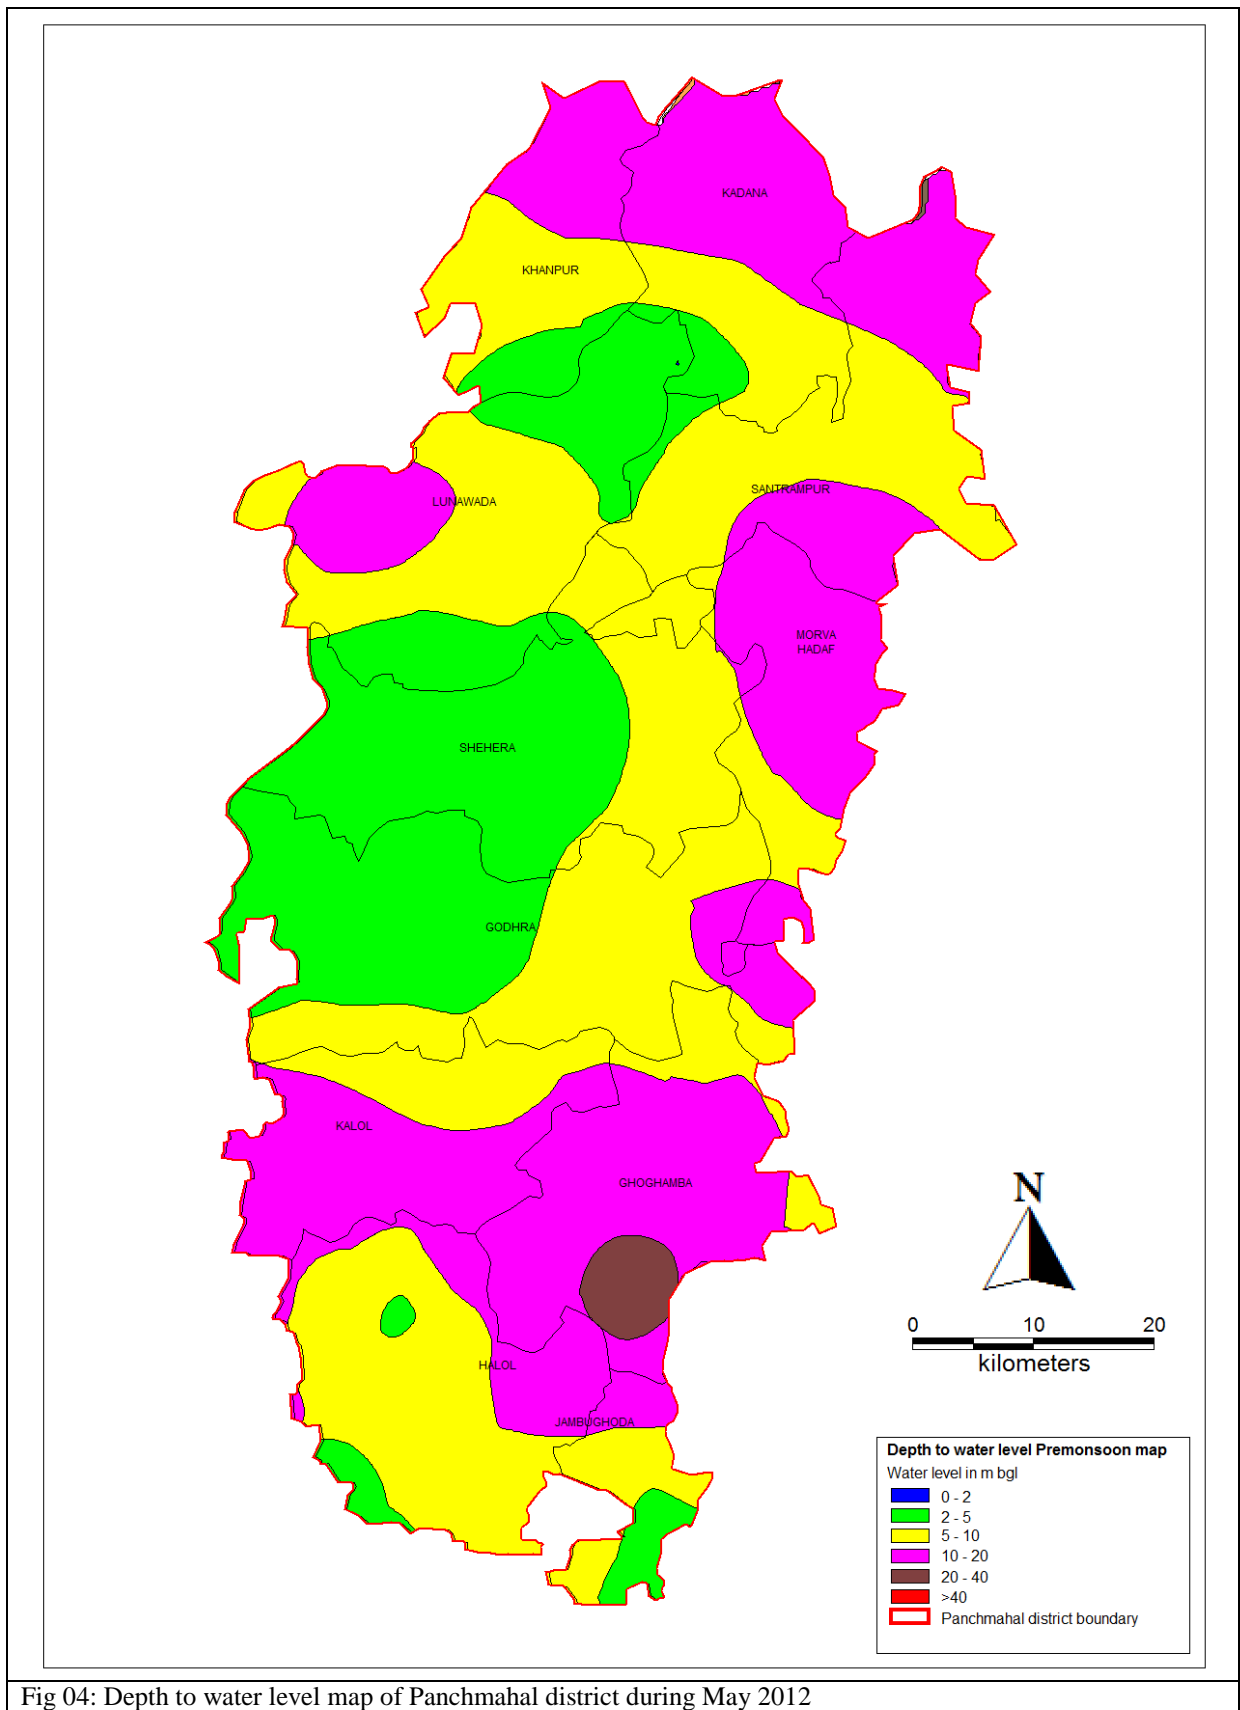 KADANA
KHANPUR
LUNAWADA
SANTRAMPUR
MORVA
HADAF
SHEHERA
GODHRA
KALOL
GHOGHAMBA
HALOL
JAMBUGHODA
N
0 10 20
kilometers
Depth to water level Premonsoon map
Water level in m bgl
0 - 2
2 - 5
5 - 10
10 - 20
20 - 40
>40
Panchmahal district boundary
Fig 04: Depth to water level map of Panchmahal district during May 2012